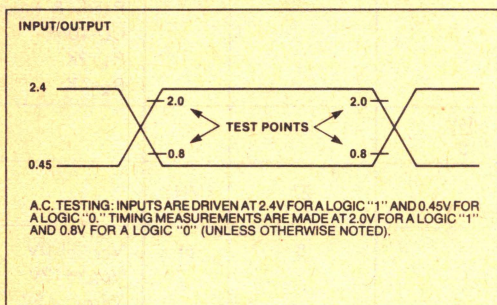 INPUT/OUTPUT
2.4
2.0
2.0
TEST POINTS
0.8
0.8
0.45
A.C. TESTING: INPUTS ARE DRIVEN AT 2.4V FOR A LOGIC "1" AND 0.45V FOR
A LOGIC "0." TIMING MEASUREMENTS ARE MADE AT 2.0V FOR A LOGIC "1"
AND 0.8V FOR A LOGIC "0" (UNLESS OTHERWISE NOTED).